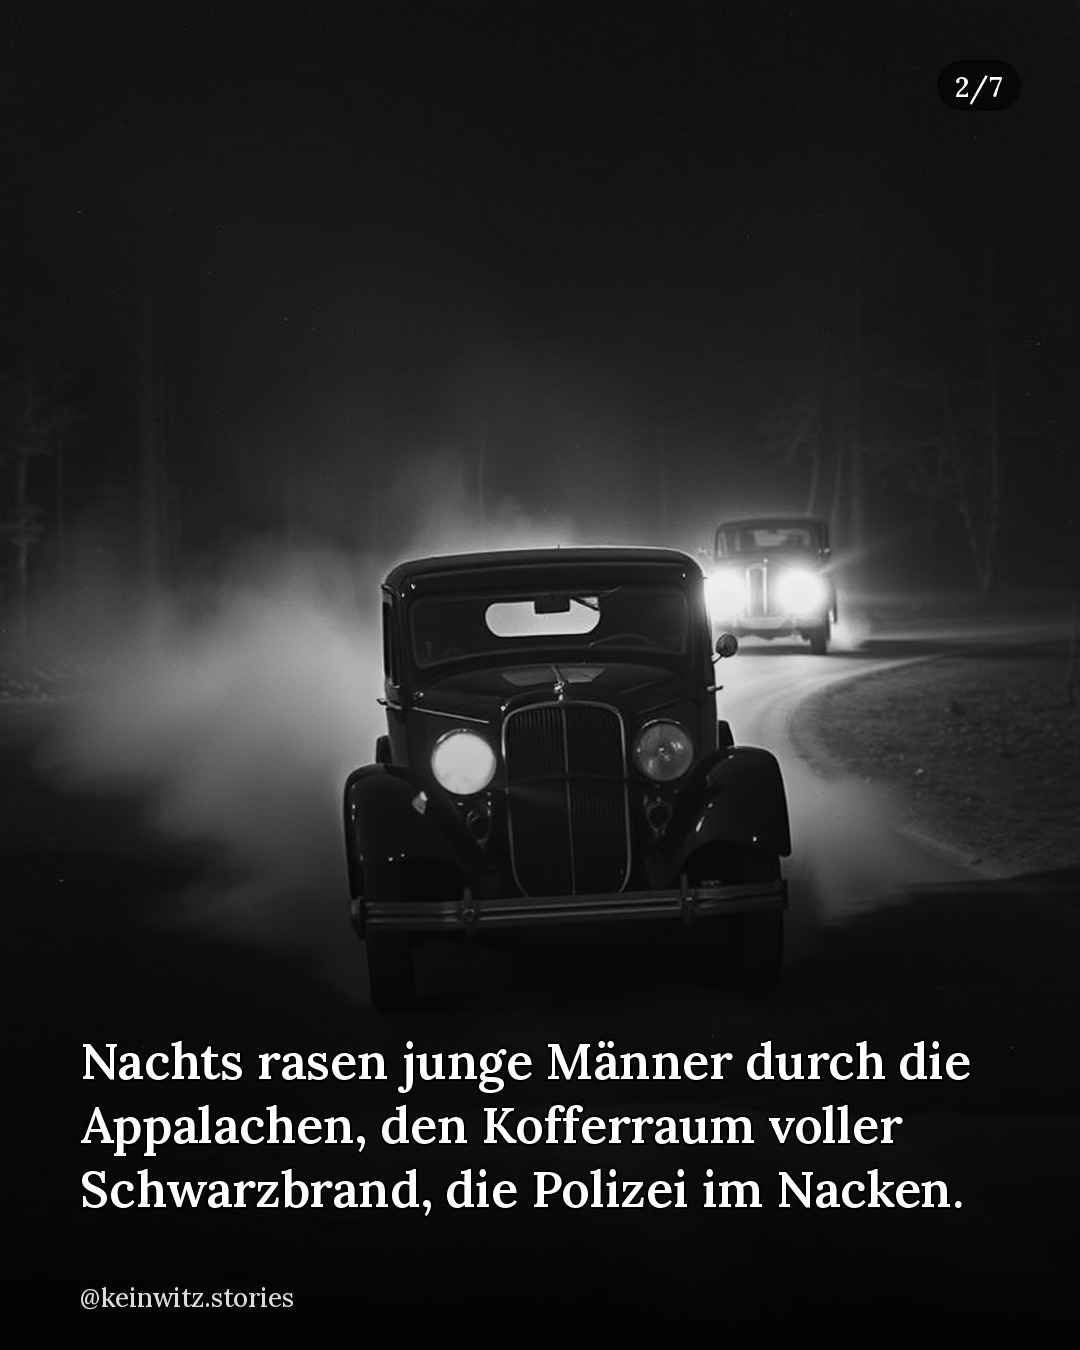 2/7
Nachts rasen junge Männer durch die
Appalachen, den Kofferraum voller
Schwarzbrand, die Polizei im Nacken.
@keinwitz.stories